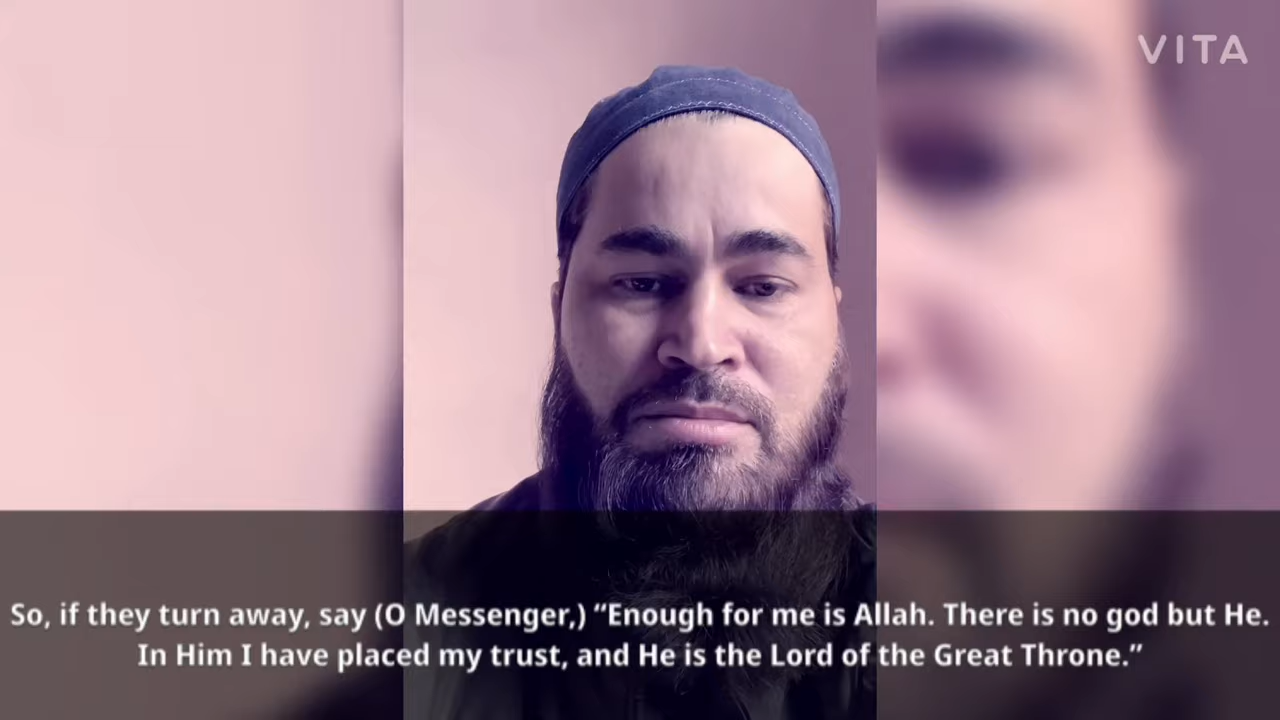 VITA
So, if they turn away, say (O Messenger,) “Enough for me is Allah. There is no god but He.
In Him I have placed my trust, and He is the Lord of the Great Throne.”